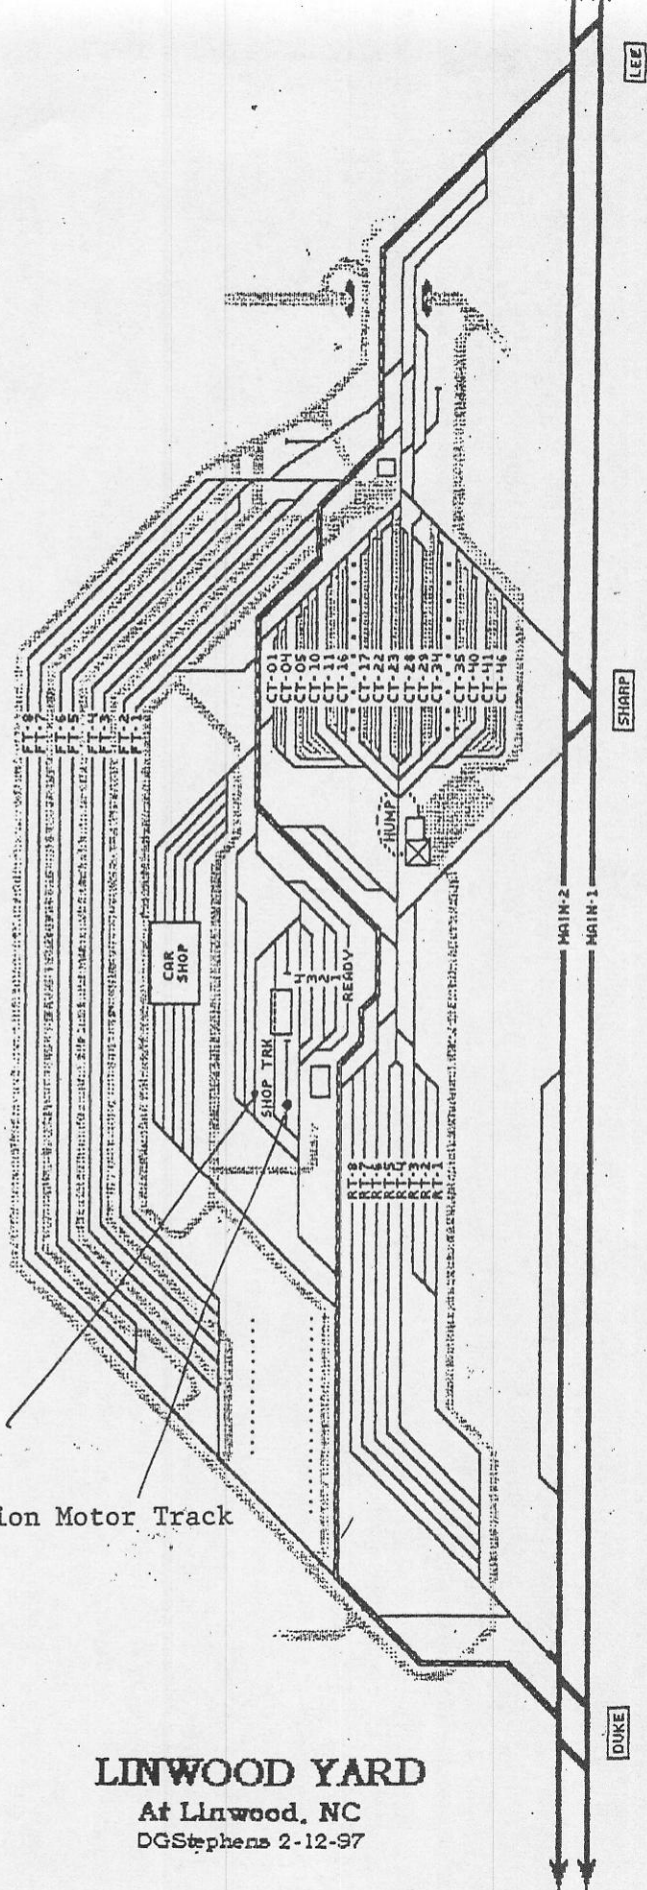 LEE
CT-01
CT-04
CT-05
CT-10
CT-11
CT-16
CT-17
CT-22
CT-23
CT-28
CT-29
CT-34
CT-35
CT-40
CT-41
CT-46
SHARP
FT-8
FT-7
FT-6
FT-5
FT-4
FT-3
FT-2
FT-1
HUMP
MAIN-2
MAIN-1
CAR
SHOP
4
3
2
1
READY
SHOP TRK
RT-8
RT-7
RT-6
RT-5
RT-4
RT-3
RT-2
RT-1
ion Motor Track
DUKE
LINWOOD YARD
At Linwood, NC
DGStephens 2-12-97